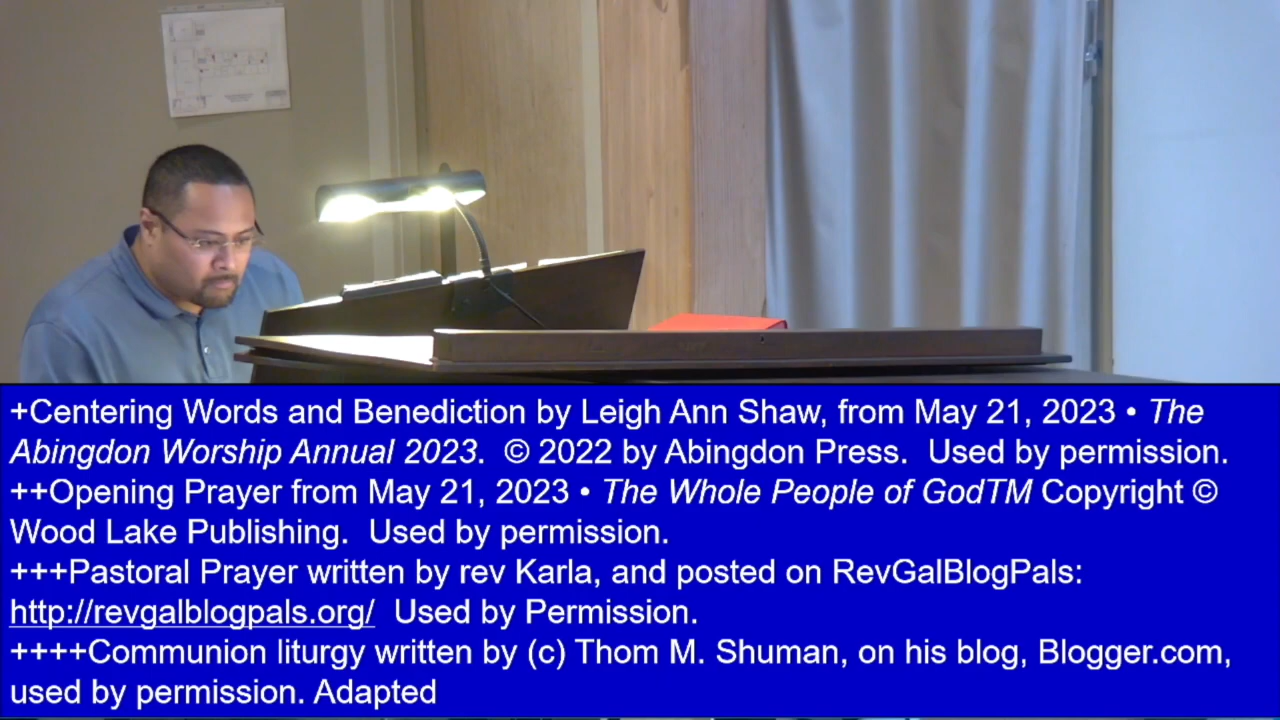 +Centering Words and Benediction by Leigh Ann Shaw, from May 21, 2023 • The
Abingdon Worship Annual 2023.  © 2022 by Abingdon Press.  Used by permission.
++Opening Prayer from May 21, 2023 • The Whole People of GodTM Copyright ©
Wood Lake Publishing.  Used by permission.
+++Pastoral Prayer written by rev Karla, and posted on RevGalBlogPals:
http://revgalblogpals.org/  Used by Permission.
++++Communion liturgy written by (c) Thom M. Shuman, on his blog, Blogger.com,
used by permission. Adapted